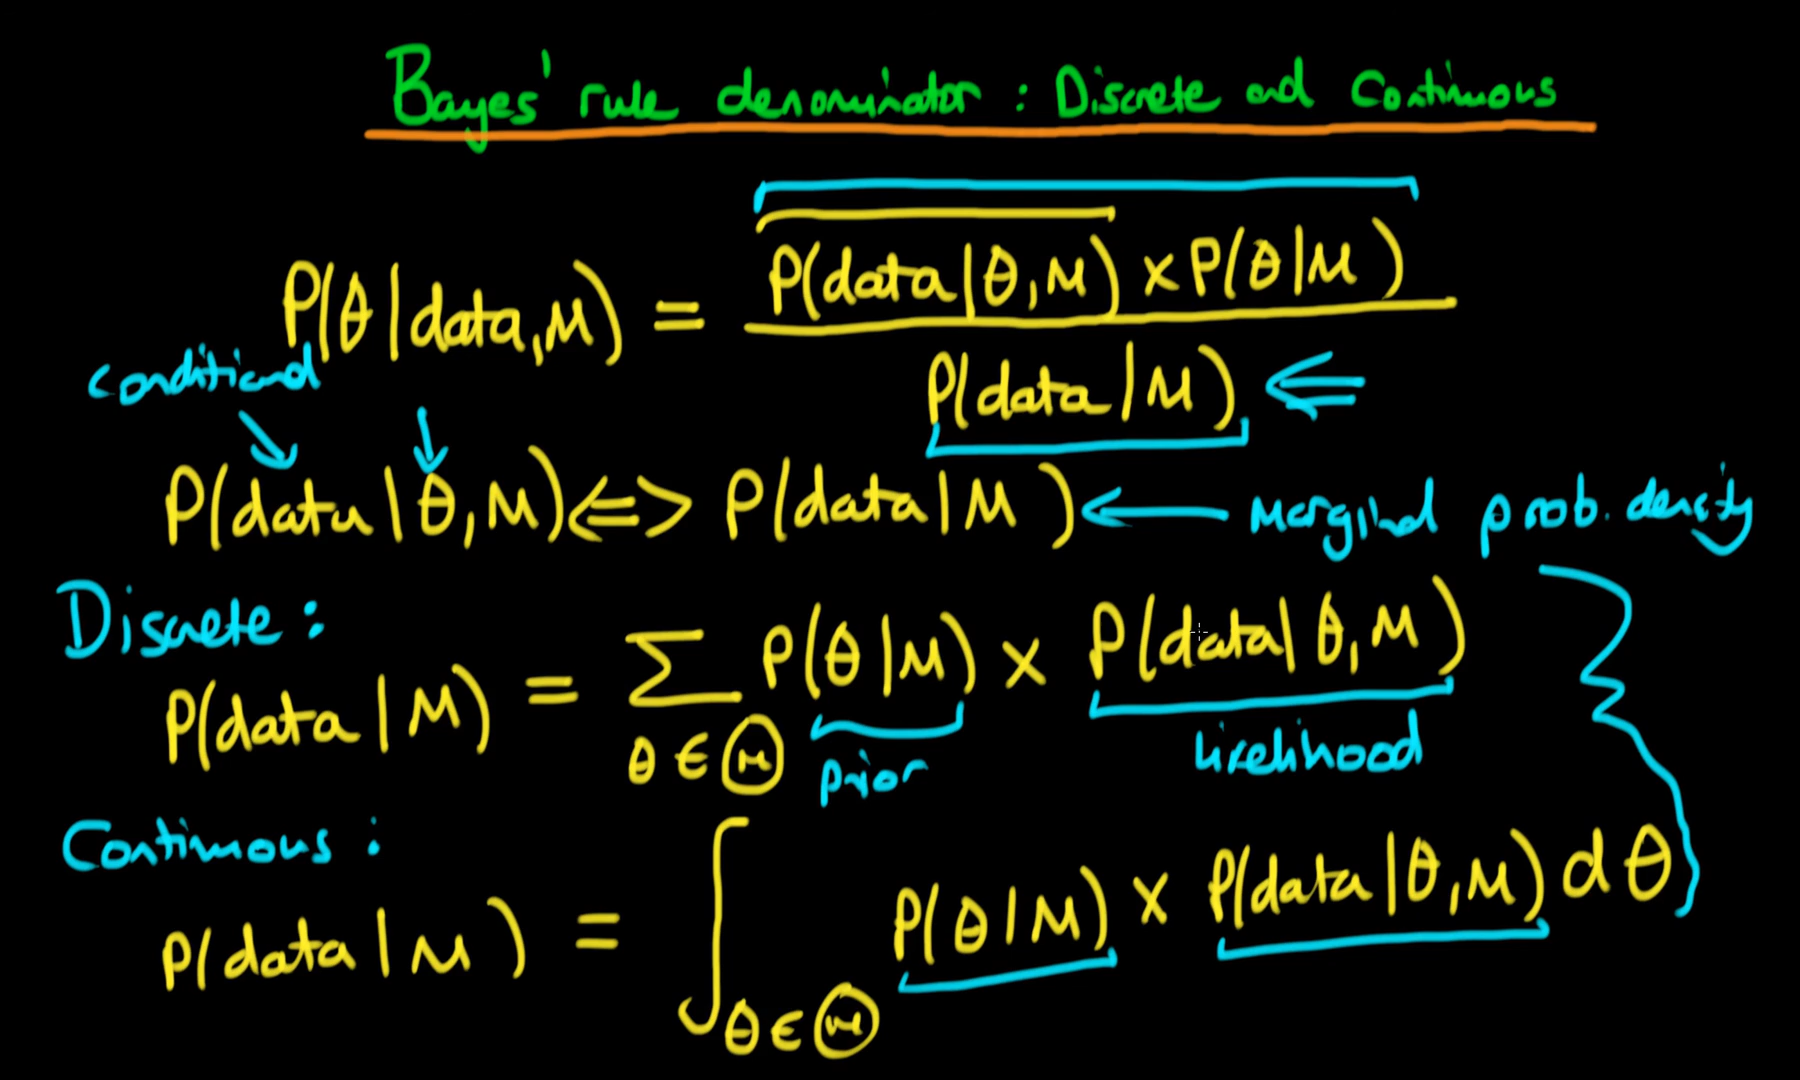 Bayes' rule denominator : Discrete and Continuous
P(θ|data,M) = P(data|θ,M) × P(θ|M)
P(data|M) ⇐
conditional
P(data|θ,M) <=> P(data|M) ← Marginal prob. density
Discrete :
P(data|M) = Σ P(θ|M) × P(data|θ,M)
θ ∈ Θ
prior
likelihood
Continuous :
P(data|M) = ∫ P(θ|M) × P(data|θ,M) dθ
θ ∈ Θ